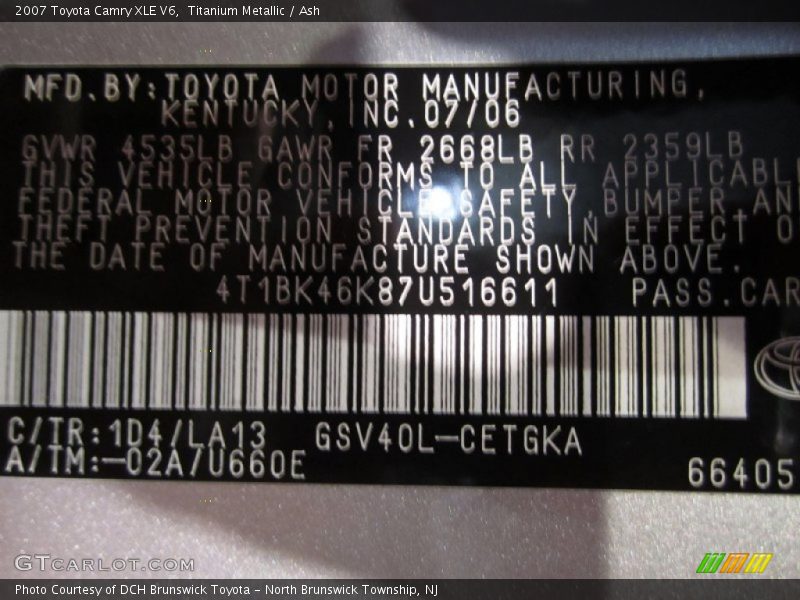 2007 Toyota Camry XLE V6,  Titanium Metallic / Ash
MFD.BY:TOYOTA MOTOR MANUFACTURING,
KENTUCKY, INC.07/06
GVWR 4535LB GAWR FR 2668LB RR 2359LB
THIS VEHICLE CONFORMS TO ALL APPLICABL
FEDERAL MOTOR VEHICLE SAFETY,BUMPER AN
THEFT PREVENTION STANDARDS IN EFFECT O
THE DATE OF MANUFACTURE SHOWN ABOVE.
4T1BK46K87U516611 PASS.CAR
C/TR:1D4/LA13 GSV40L-CETGKA
A/TM:-02A/U660E
66405
GTCARLOT.COM
Photo Courtesy of DCH Brunswick Toyota – North Brunswick Township, NJ